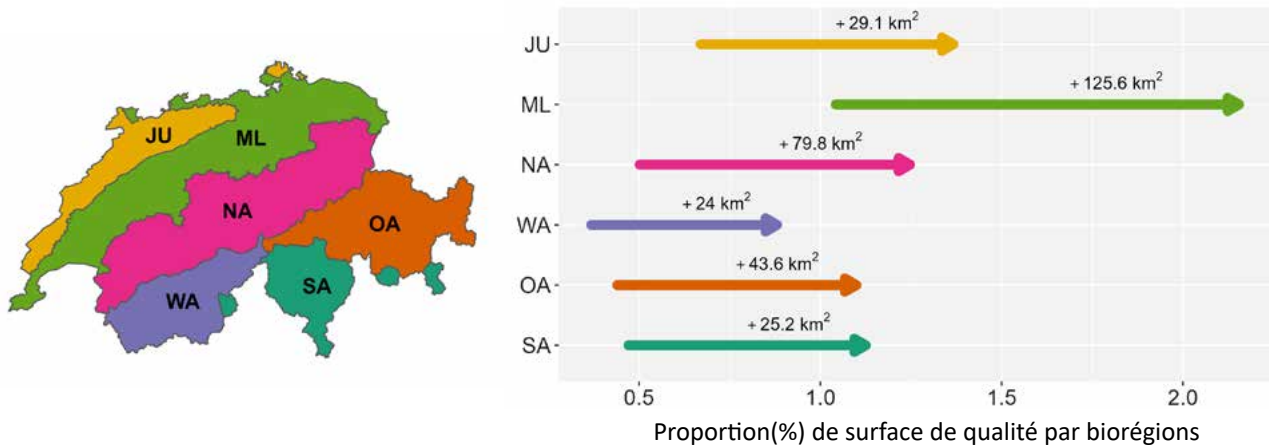 JU
ML
NA
OA
WA
SA
JU
+ 29.1 km²
ML
+ 125.6 km²
NA
+ 79.8 km²
WA
+ 24 km²
OA
+ 43.6 km²
SA
+ 25.2 km²
0.5 1.0 1.5 2.0
Proportion(%) de surface de qualité par biorégions